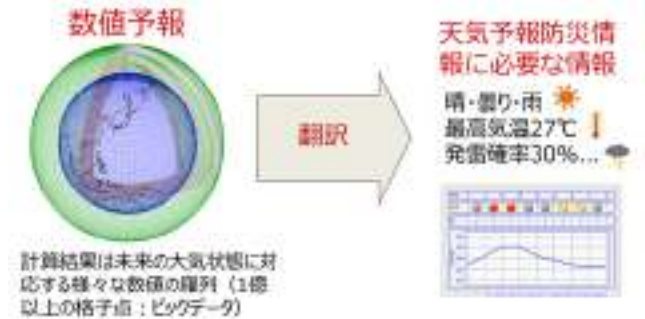 数値予報
計算結果は未来の大気状態に対
応する様々な数値の羅列（1億
以上の格子点：ビックデータ）
翻訳
天気予報防災情
報に必要な情報
晴・曇り・雨
最高気温27℃
発雷確率30%...